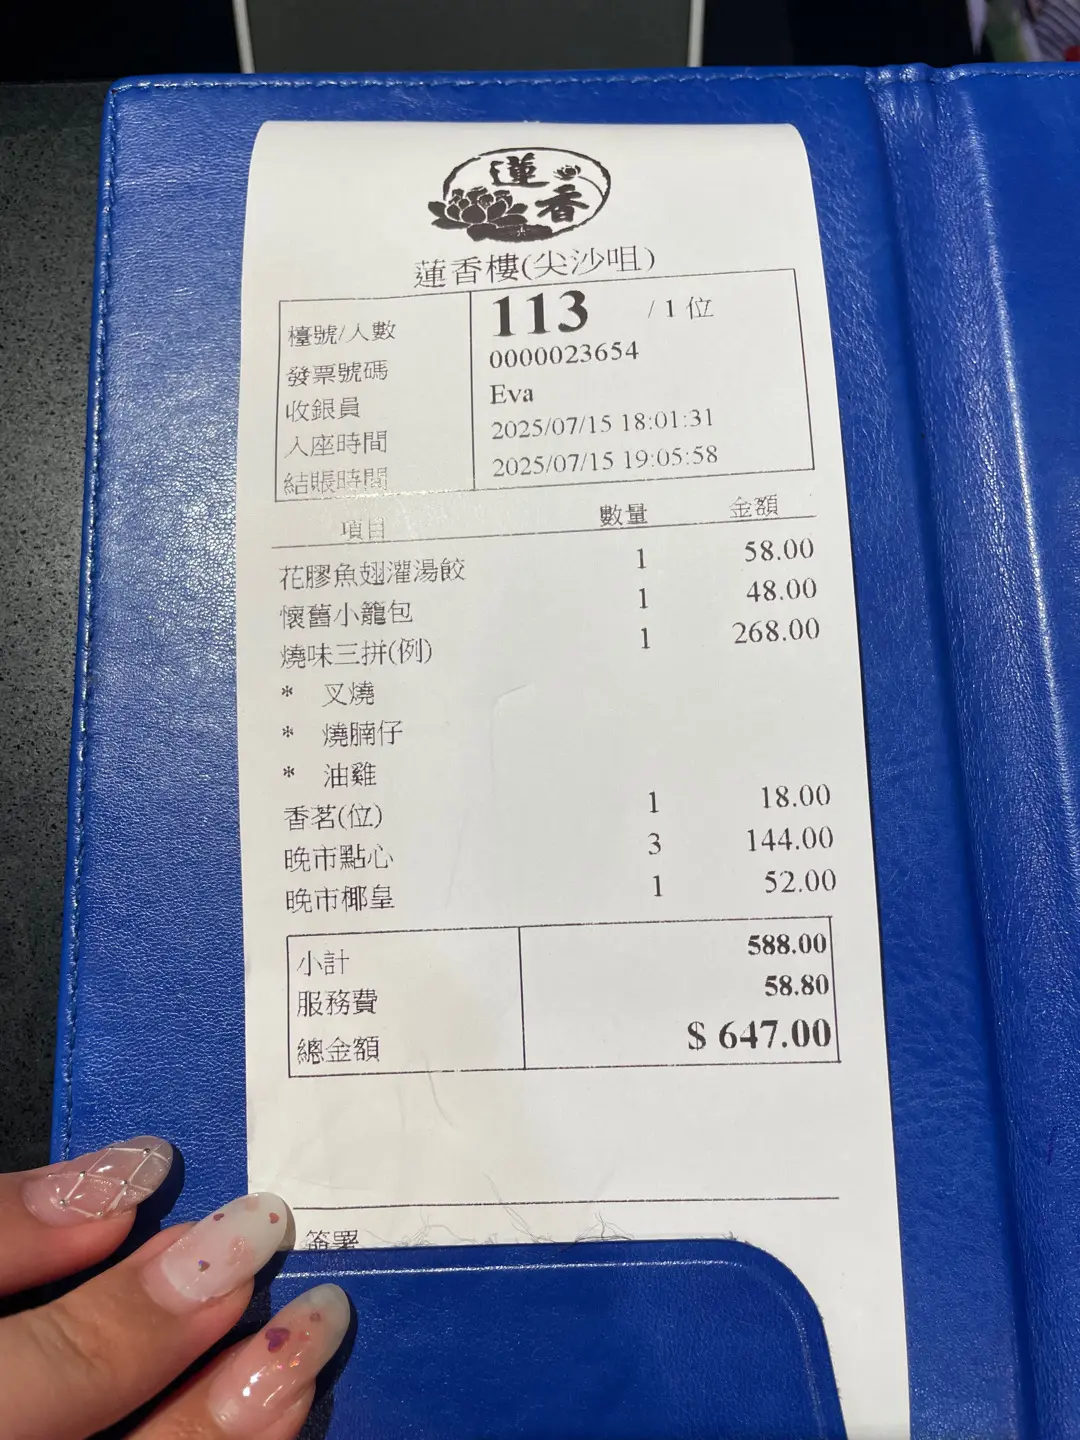 蓮香
蓮香樓(尖沙咀)
檯號/人數 113 / 1 位
發票號碼 0000023654
收銀員 Eva
入座時間 2025/07/15 18:01:31
結賬時間 2025/07/15 19:05:58
項目 數量 金額
花膠魚翅灌湯餃 1 58.00
懷舊小籠包 1 48.00
燒味三拼(例) 1 268.00
* 叉燒
* 燒腩仔
* 油雞
香茗(位) 1 18.00
晚市點心 3 144.00
晚市椰皇 1 52.00
小計 588.00
服務費 58.80
總金額 $ 647.00
簽署